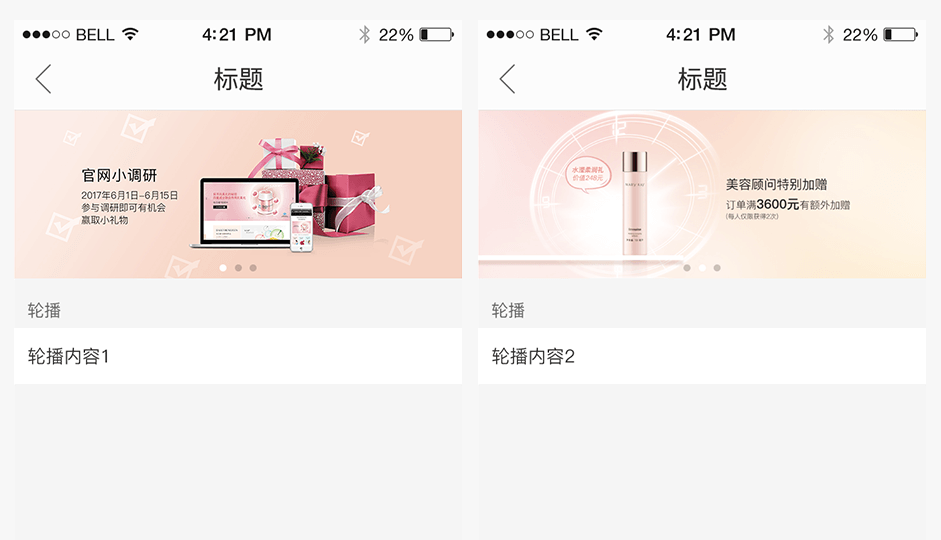 BELL
4:21 PM
22%
标题
官网小调研
2017年6月1日-6月15日
参与调研即可有机会
赢取小礼物
轮播
轮播内容1
BELL
4:21 PM
22%
标题
水漾柔润礼
价值248元
美容顾问特别加赠
订单满3600元有额外加赠
(每人仅限获得2次)
12
MARY KAY
轮播
轮播内容2